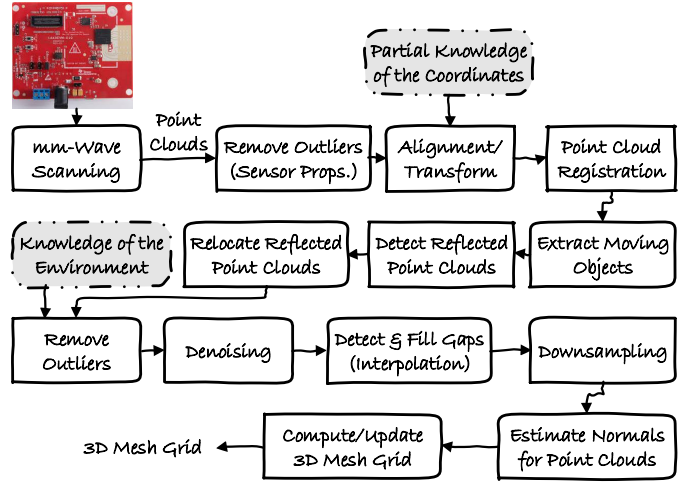 Partial Knowledge
of the Coordinates
Point
Clouds
mm-Wave
Scanning
Remove Outliers
(Sensor Props.)
Alignment/
Transform
Point Cloud
Registration
Knowledge of the
Environment
Relocate Reflected
Point Clouds
Detect Reflected
Point Clouds
Extract Moving
Objects
Remove
Outliers
Denoising
Detect & Fill Gaps
(Interpolation)
Downsampling
3D Mesh Grid
Compute/Update
3D Mesh Grid
Estimate Normals
for Point Clouds